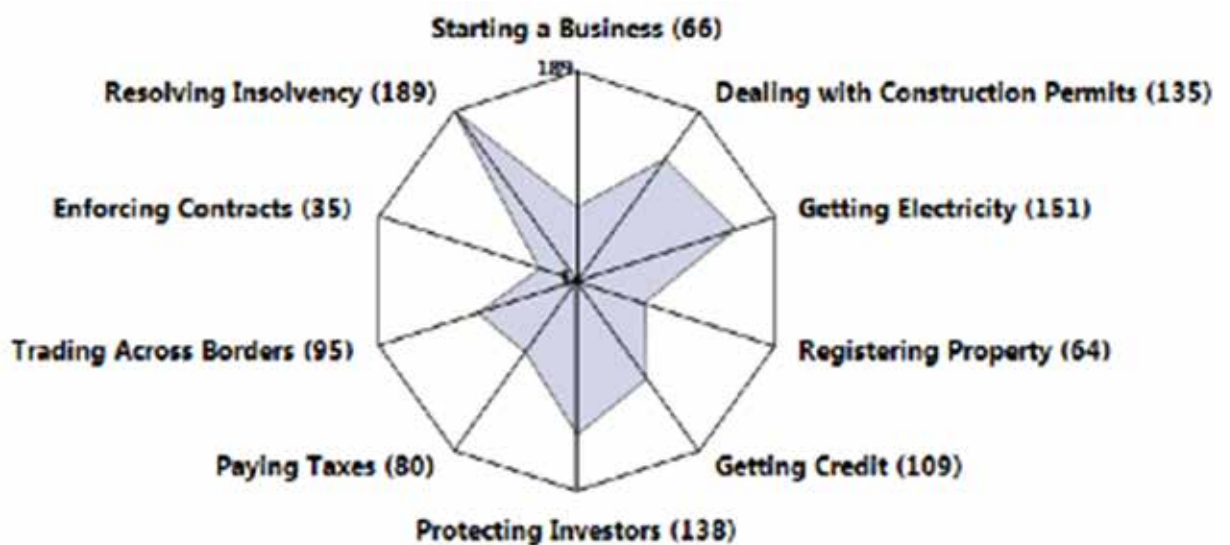 Starting a Business (66)
189
Resolving Insolvency (189)
Dealing with Construction Permits (135)
Enforcing Contracts (35)
Getting Electricity (151)
Trading Across Borders (95)
Registering Property (64)
Paying Taxes (80)
Getting Credit (109)
Protecting Investors (138)